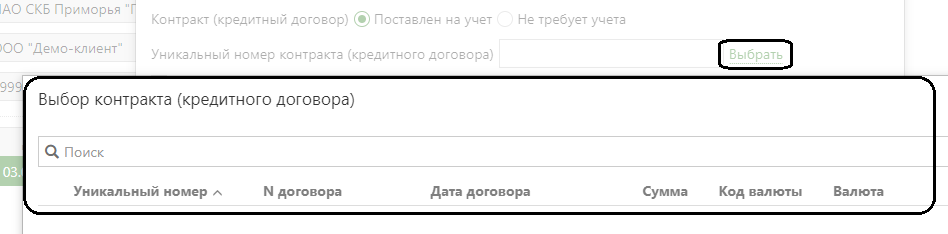 ПАО СКБ Приморья "П
Контракт (кредитный договор) Поставлен на учет Не требует учета
ООО "Демо-клиент"
Уникальный номер контракта (кредитного договора) Выбрать
999
Выбор контракта (кредитного договора)
Поиск
03.
Уникальный номер N договора Дата договора Сумма Код валюты Валюта